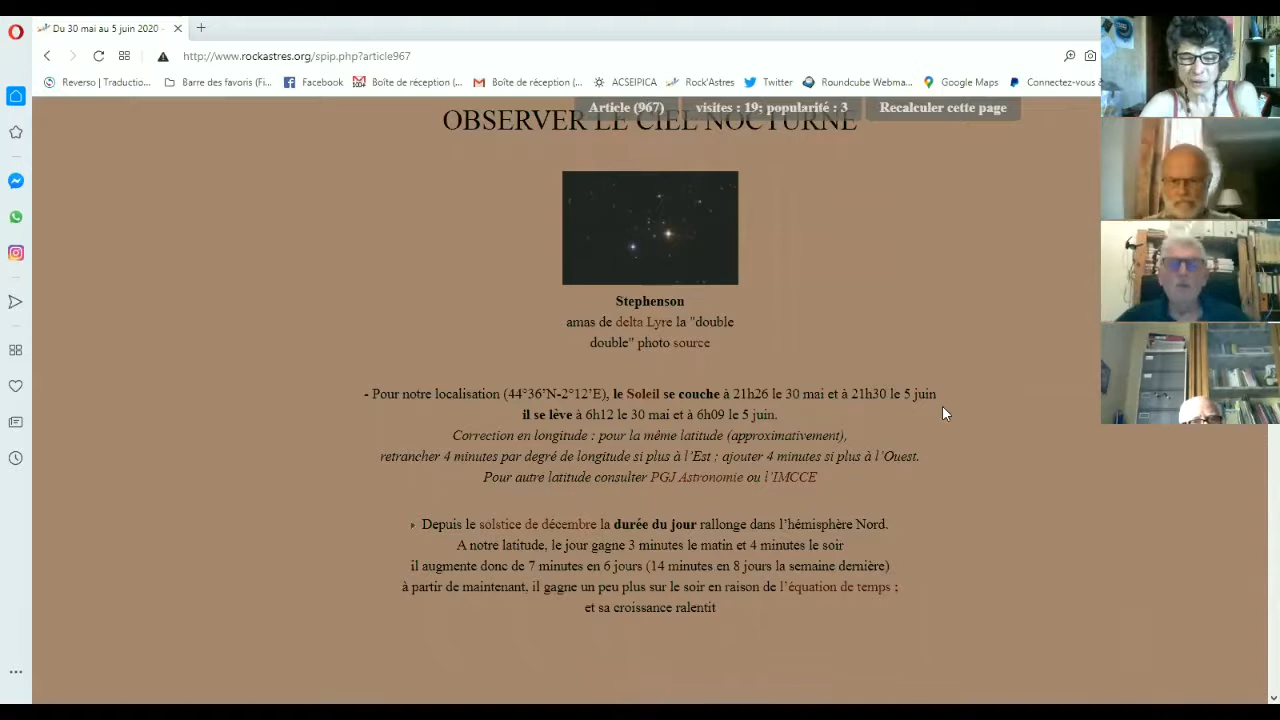 Du 30 mai au 5 juin 2020 -
http://www.rockastres.org/spip.php?article967
Reverso | Traductio... Barre des favoris (Fi... Facebook Boîte de réception (... Boîte de réception (... ACSEIPICA Rock'Astres Twitter Roundcube Webma... Google Maps Connectez-vous
Article (967) visites : 19; popularité : 3 Recalculer cette page
OBSERVER LE CIEL NOCTURNE
Stephenson
amas de delta Lyre la "double
double" photo source
- Pour notre localisation (44°36’N-2°12’E), le Soleil se couche à 21h26 le 30 mai et à 21h30 le 5 juin
il se lève à 6h12 le 30 mai et à 6h09 le 5 juin.
Correction en longitude : pour la même latitude (approximativement),
retrancher 4 minutes par degré de longitude si plus à l’Est ; ajouter 4 minutes si plus à l’Ouest.
Pour autre latitude consulter PGJ Astronomie ou l’IMCCE
Depuis le solstice de décembre la durée du jour rallonge dans l’hémisphère Nord.
A notre latitude, le jour gagne 3 minutes le matin et 4 minutes le soir
il augmente donc de 7 minutes en 6 jours (14 minutes en 8 jours la semaine dernière)
à partir de maintenant, il gagne un peu plus sur le soir en raison de l’équation de temps ;
et sa croissance ralentit